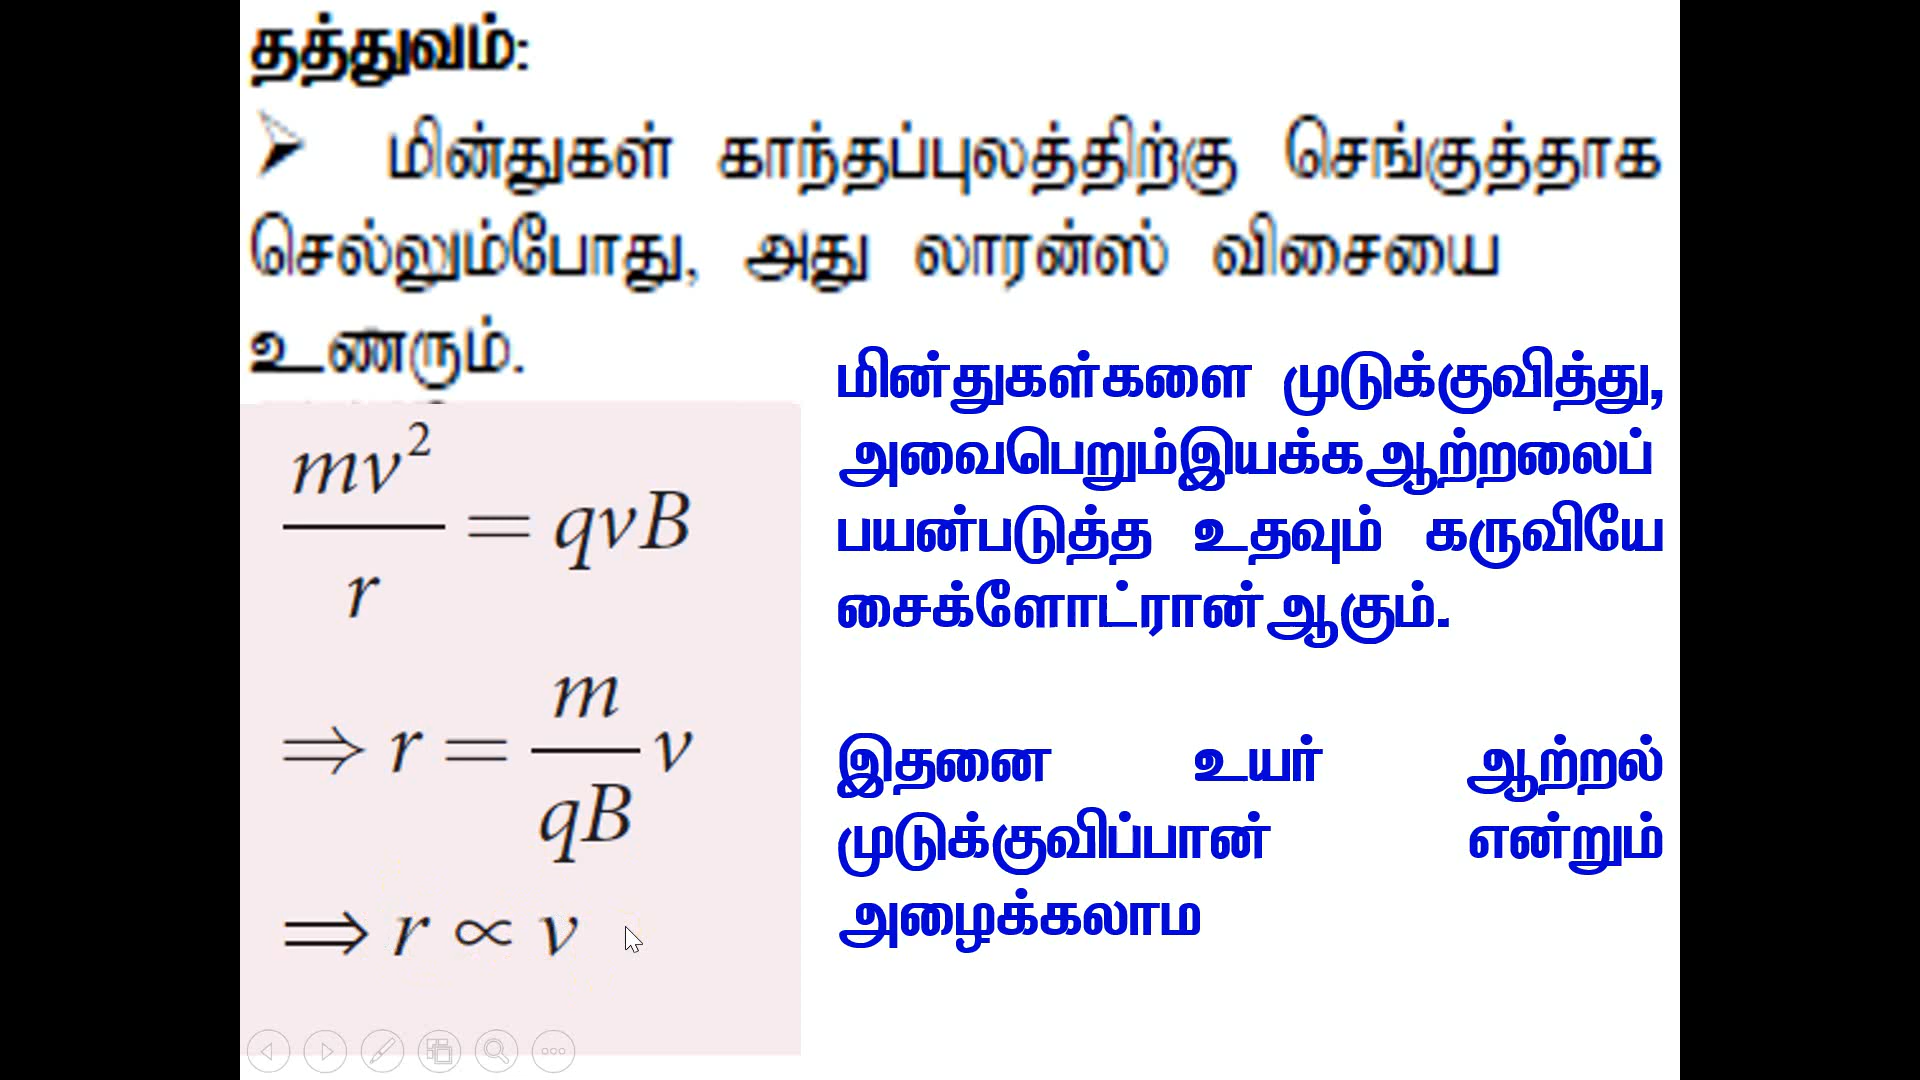 தத்துவம்:
➢ மின்துகள் காந்தப்புலத்திற்கு செங்குத்தாக
செல்லும்போது, அது லாரன்ஸ் விசையை
உணரும்.
mv²/r = qvB
⇒ r = m/qB v
⇒ r ∝ v
மின்துகள்களை முடுக்குவித்து,
அவைபெறும்இயக்கஆற்றலைப்
பயன்படுத்த உதவும் கருவியே
சைக்ளோட்ரான்ஆகும்.
இதனை உயர் ஆற்றல்
முடுக்குவிப்பான் என்றும்
அழைக்கலாம